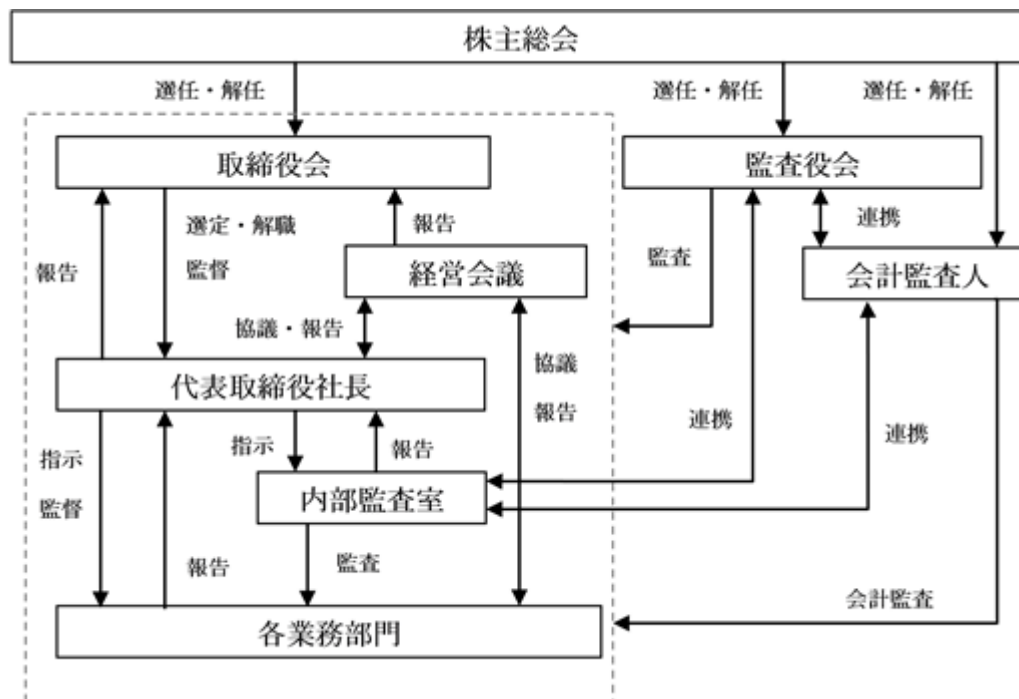 株主総会
選任・解任
選任・解任
選任・解任
取締役会
監査役会
選定・解職
監督
報告
報告
監査
連携
経営会議
会計監査人
協議・報告
協議
報告
代表取締役社長
指示
監督
指示
報告
連携
連携
内部監査室
報告
監査
会計監査
各業務部門